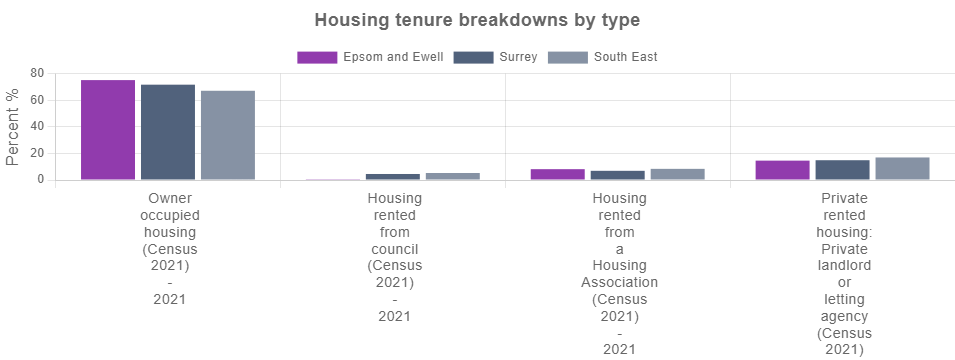 Housing tenure breakdowns by type
Epsom and Ewell
Surrey
South East
Percent %
80
60
40
20
0
Owner
occupied
housing
(Census
2021)
-
2021
Housing
rented
from
council
(Census
2021)
-
2021
Housing
rented
from
a
Housing
Association
(Census
2021)
-
2021
Private
rented
housing:
Private
landlord
or
letting
agency
(Census
2021)